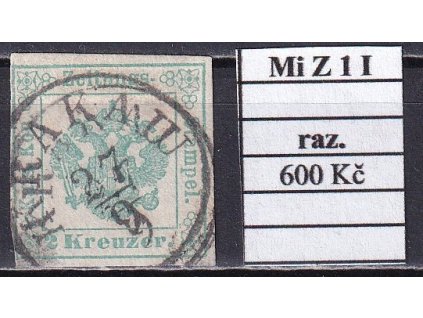 Zeitungs-
Stempel.
2 Kreuzer.
KRAKAU
Mi Z 1 I
raz.
600 Kč